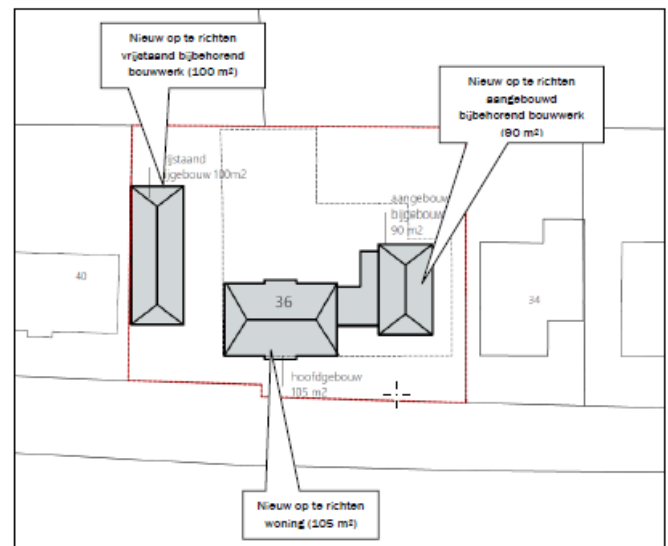 Nieuw op te richten
vrijstaand bijbehorend
bouwwerk (100 m²)
Nieuw op te richten
aangebouwd
bijbehorend bouwwerk
(90 m²)
ijstaand
ijgebouw 100m2
aangebouw
bijgebouw
90 m2
40
36
34
hoofdgebouw
105 m2
Nieuw op te richten
woning (105 m²)